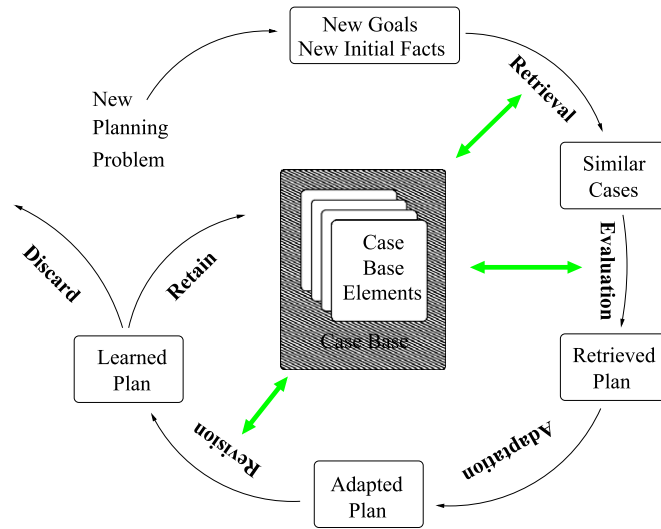 New Goals
New Initial Facts
Retrieval
New
Planning
Problem
Similar
Cases
Case
Base
Elements
Case Base
Evaluation
Discard
Retain
Learned
Plan
Retrieved
Plan
Revision
Adaptation
Adapted
Plan